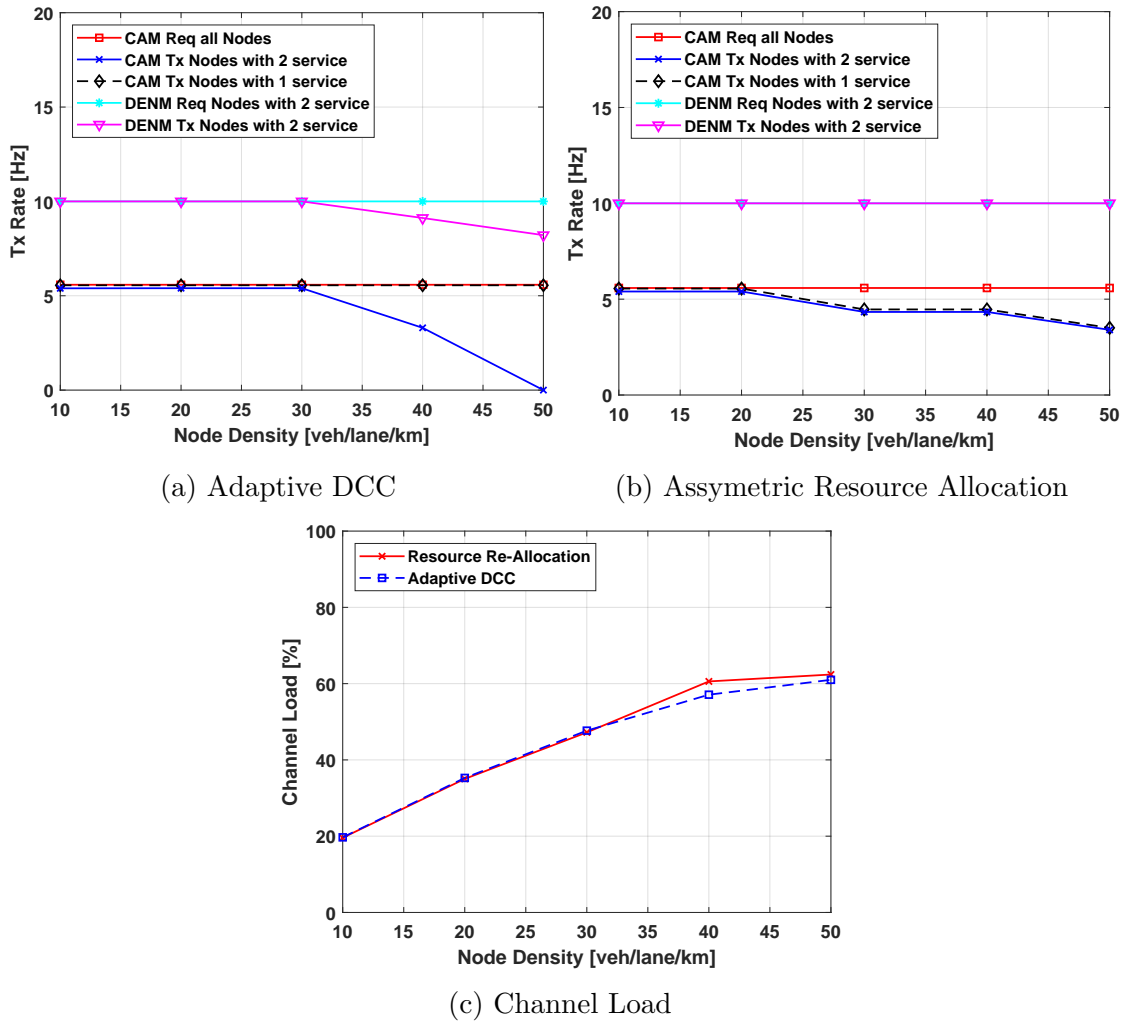 CAM Req all Nodes
CAM Tx Nodes with 2 service
CAM Tx Nodes with 1 service
DENM Req Nodes with 2 service
DENM Tx Nodes with 2 service
20
15
10
5
0
Tx Rate [Hz]
10 15 20 25 30 35 40 45 50
Node Density [veh/lane/km]
(a) Adaptive DCC
CAM Req all Nodes
CAM Tx Nodes with 2 service
CAM Tx Nodes with 1 service
DENM Req Nodes with 2 service
DENM Tx Nodes with 2 service
20
15
10
5
0
Tx Rate [Hz]
10 15 20 25 30 35 40 45 50
Node Density [veh/lane/km]
(b) Assymetric Resource Allocation
Resource Re-Allocation
Adaptive DCC
100
80
60
40
20
0
Channel Load [%]
10 15 20 25 30 35 40 45 50
Node Density [veh/lane/km]
(c) Channel Load